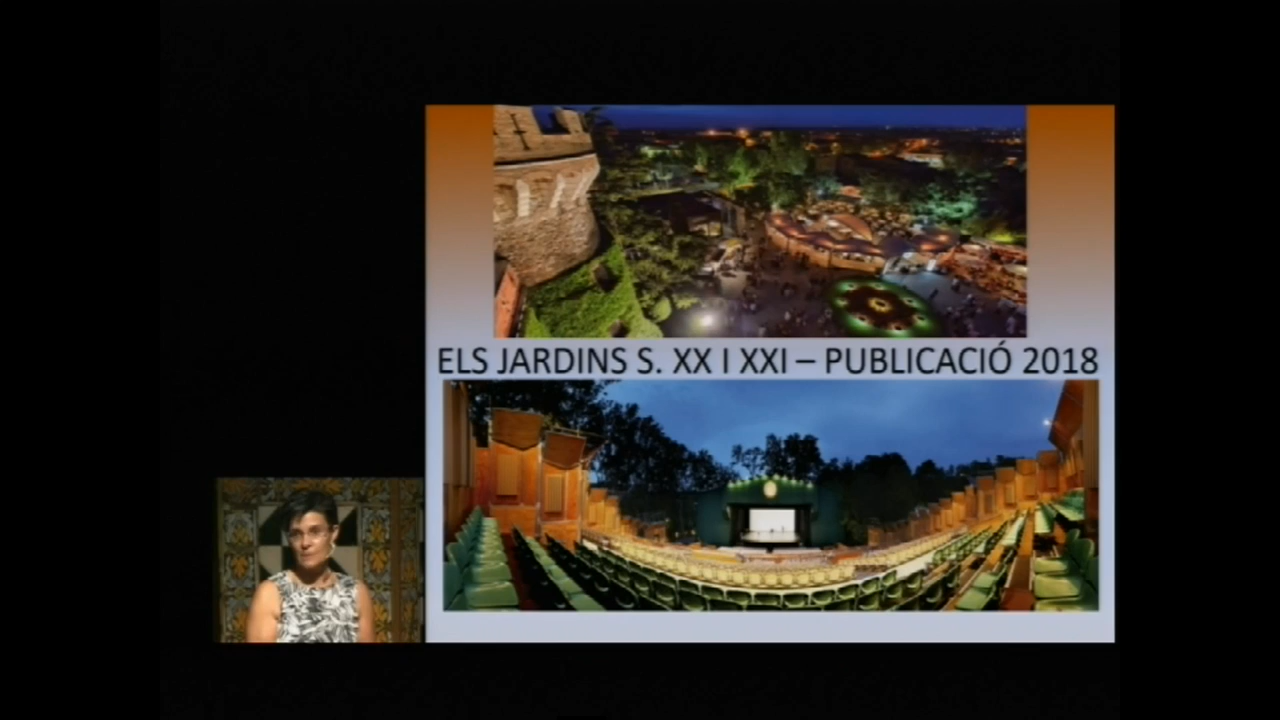 ELS JARDINS S. XX I XXI – PUBLICACIÓ 2018